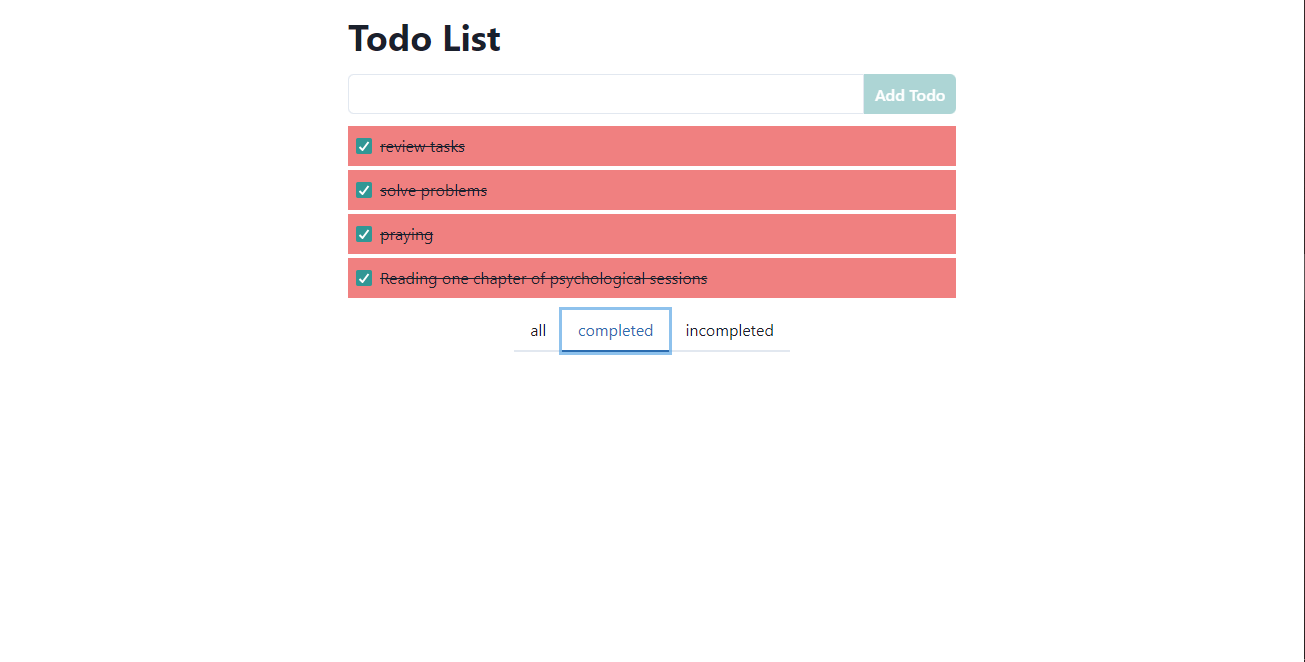 Todo List
Add Todo
review tasks
solve problems
praying
Reading one chapter of psychological sessions
all completed incompleted